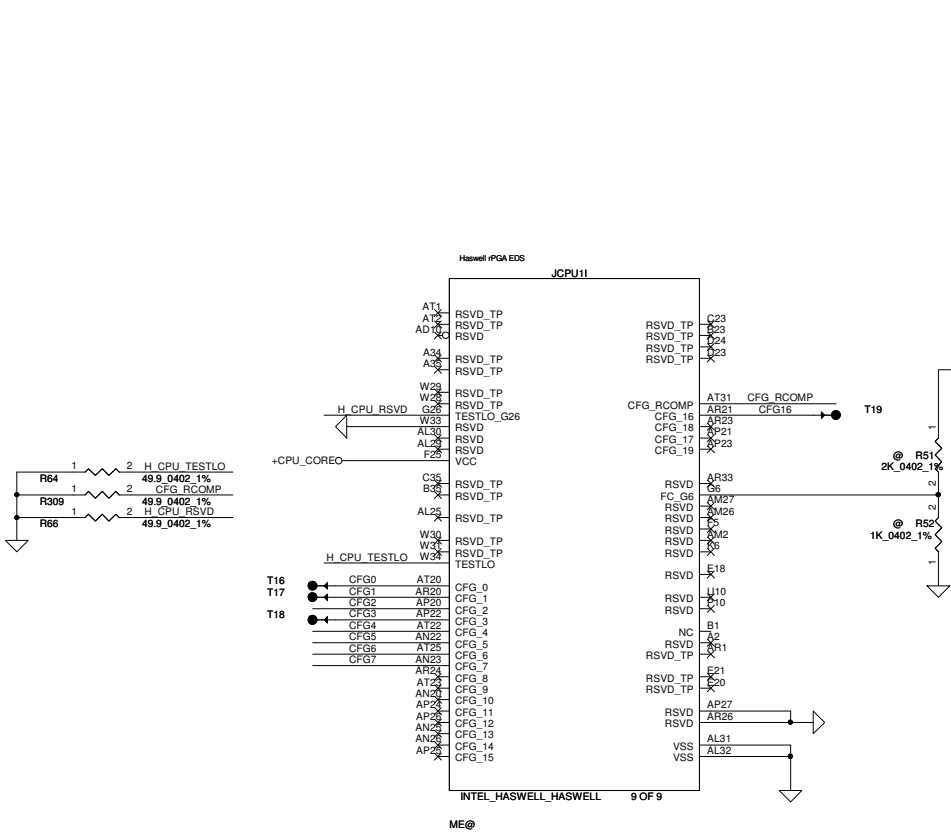 Haswell rPGA EDS
JCPU1I
AT1 RSVD_TP
AT2 RSVD_TP
AD10 RSVD
A34 RSVD_TP
A35 RSVD_TP
W29 RSVD_TP
W28 RSVD_TP
H_CPU_RSVD G26 TESTLO_G26
W33 RSVD
AL30 RSVD
AL29 RSVD
+CPU_CORE F25 VCC
C35 RSVD_TP
B35 RSVD_TP
AL25 RSVD_TP
W30 RSVD_TP
W31 RSVD_TP
H_CPU_TESTLO W34 TESTLO
T16 CFG0 AT20 CFG_0
T17 CFG1 AR20 CFG_1
CFG2 AP20 CFG_2
T18 CFG3 AP22 CFG_3
CFG4 AT22 CFG_4
CFG5 AN22 CFG_5
CFG6 AT25 CFG_6
CFG7 AN23 CFG_7
AR24 CFG_8
AT23 CFG_9
AN20 CFG_10
AP24 CFG_11
AP26 CFG_12
AN25 CFG_13
AN26 CFG_14
AP25 CFG_15
RSVD_TP C23
RSVD_TP B23
RSVD_TP D24
RSVD_TP D23
CFG_RCOMP AT31 CFG_RCOMP
CFG_16 AR21 CFG16 T19
CFG_18 AR23
CFG_17 AP21
CFG_19 AP23
RSVD AR33
FC_G6 G6
RSVD AM27
RSVD AM26
RSVD F5
RSVD AM2
RSVD K6
RSVD E18
RSVD U10
RSVD P10
NC B1
RSVD A2
RSVD_TP AR1
RSVD_TP E21
RSVD_TP E20
RSVD AP27
RSVD AR26
VSS AL31
VSS AL32
1 2 H_CPU_TESTLO
R64 49.9_0402_1%
1 2 CFG_RCOMP
R309 49.9_0402_1%
1 2 H_CPU_RSVD
R66 49.9_0402_1%
1
@ R51
2K_0402_1%
2
2
@ R52
1K_0402_1%
1
INTEL_HASWELL_HASWELL 9 OF 9
ME@